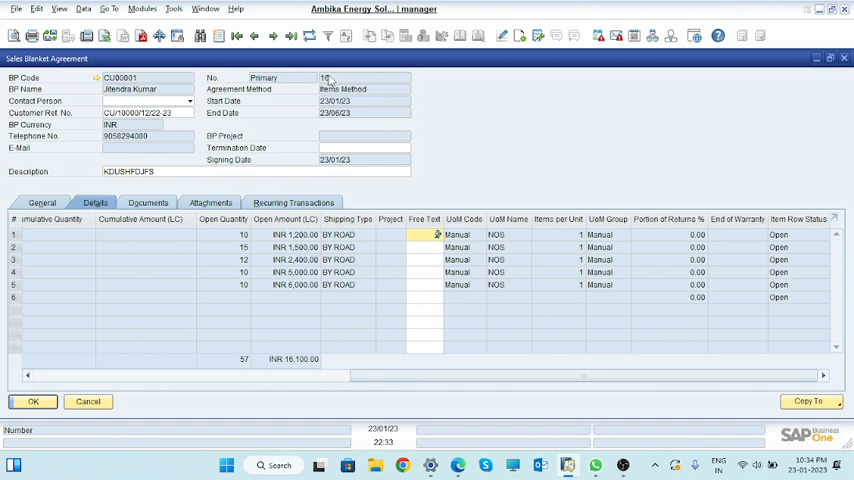 File Edit View Data Go To Modules Tools Window Help
Ambika Energy Sol... | manager
Sales Blanket Agreement
BP Code CU00001 No. Primary
BP Name Jitendra Kumar Agreement Method Items Method
Contact Person Start Date 23/01/23
Customer Ref. No. CU/10000/12/22-23 End Date 23/06/23
BP Currency INR
Telephone No. 9058294080 BP Project
E-Mail Termination Date
Signing Date 23/01/23
Description KDUSHFDJFS
General Details Documents Attachments Recurring Transactions
# umulative Quantity Cumulative Amount (LC) Open Quantity Open Amount (LC) Shipping Type Project Free Text UoM Code UoM Name Items per Unit UoM Group Portion of Returns % End of Warranty Item Row Status
1 10 INR 1,200.00 BY ROAD Manual NOS 1 Manual 0.00 Open
2 15 INR 1,500.00 BY ROAD Manual NOS 1 Manual 0.00 Open
3 12 INR 2,400.00 BY ROAD Manual NOS 1 Manual 0.00 Open
4 10 INR 5,000.00 BY ROAD Manual NOS 1 Manual 0.00 Open
5 10 INR 6,000.00 BY ROAD Manual NOS 1 Manual 0.00 Open
6 0.00 Open
57 INR 16,100.00
OK Cancel Copy To
Number 23/01/23
22:33
SAP Business One
Search
ENG 10:34 PM
IN 23-01-2023